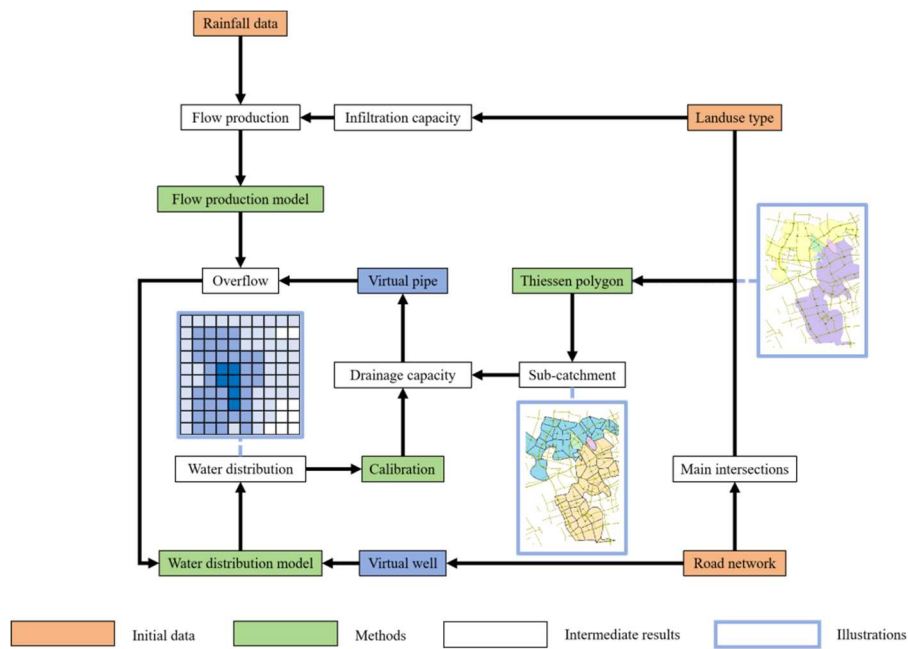 Rainfall data
Flow production
Infiltration capacity
Landuse type
Flow production model
Overflow
Virtual pipe
Thiessen polygon
Drainage capacity
Sub-catchment
Water distribution
Calibration
Main intersections
Water distribution model
Virtual well
Road network
Initial data
Methods
Intermediate results
Illustrations